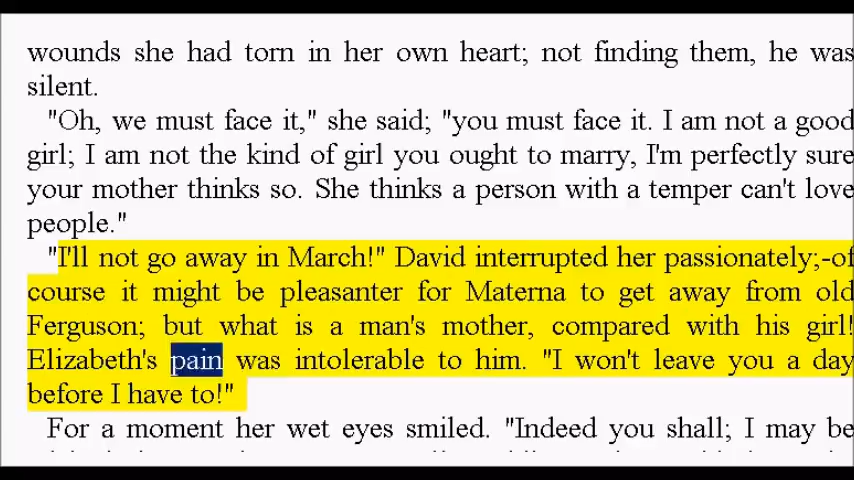 wounds she had torn in her own heart; not finding them, he was
silent.
"Oh, we must face it," she said; "you must face it. I am not a good
girl; I am not the kind of girl you ought to marry, I'm perfectly sure
your mother thinks so. She thinks a person with a temper can't love
people."
"I'll not go away in March!" David interrupted her passionately;-of
course it might be pleasanter for Materna to get away from old
Ferguson; but what is a man's mother, compared with his girl!
Elizabeth's pain was intolerable to him. "I won't leave you a day
before I have to!"
For a moment her wet eyes smiled. "Indeed you shall; I may be